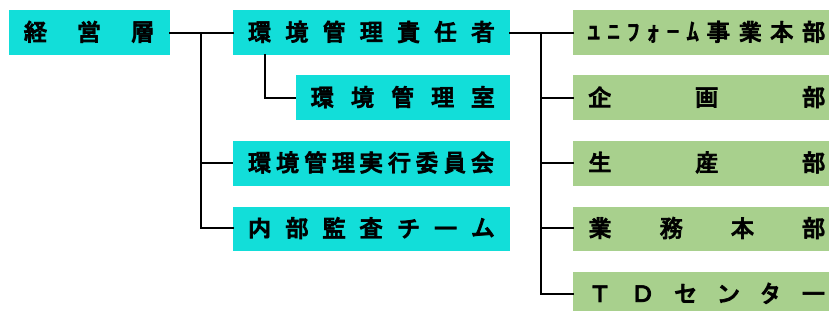 経営層
環境管理責任者
ユニフォーム事業本部
環境管理室
企画部
環境管理実行委員会
生産部
内部監査チーム
業務本部
TDセンター